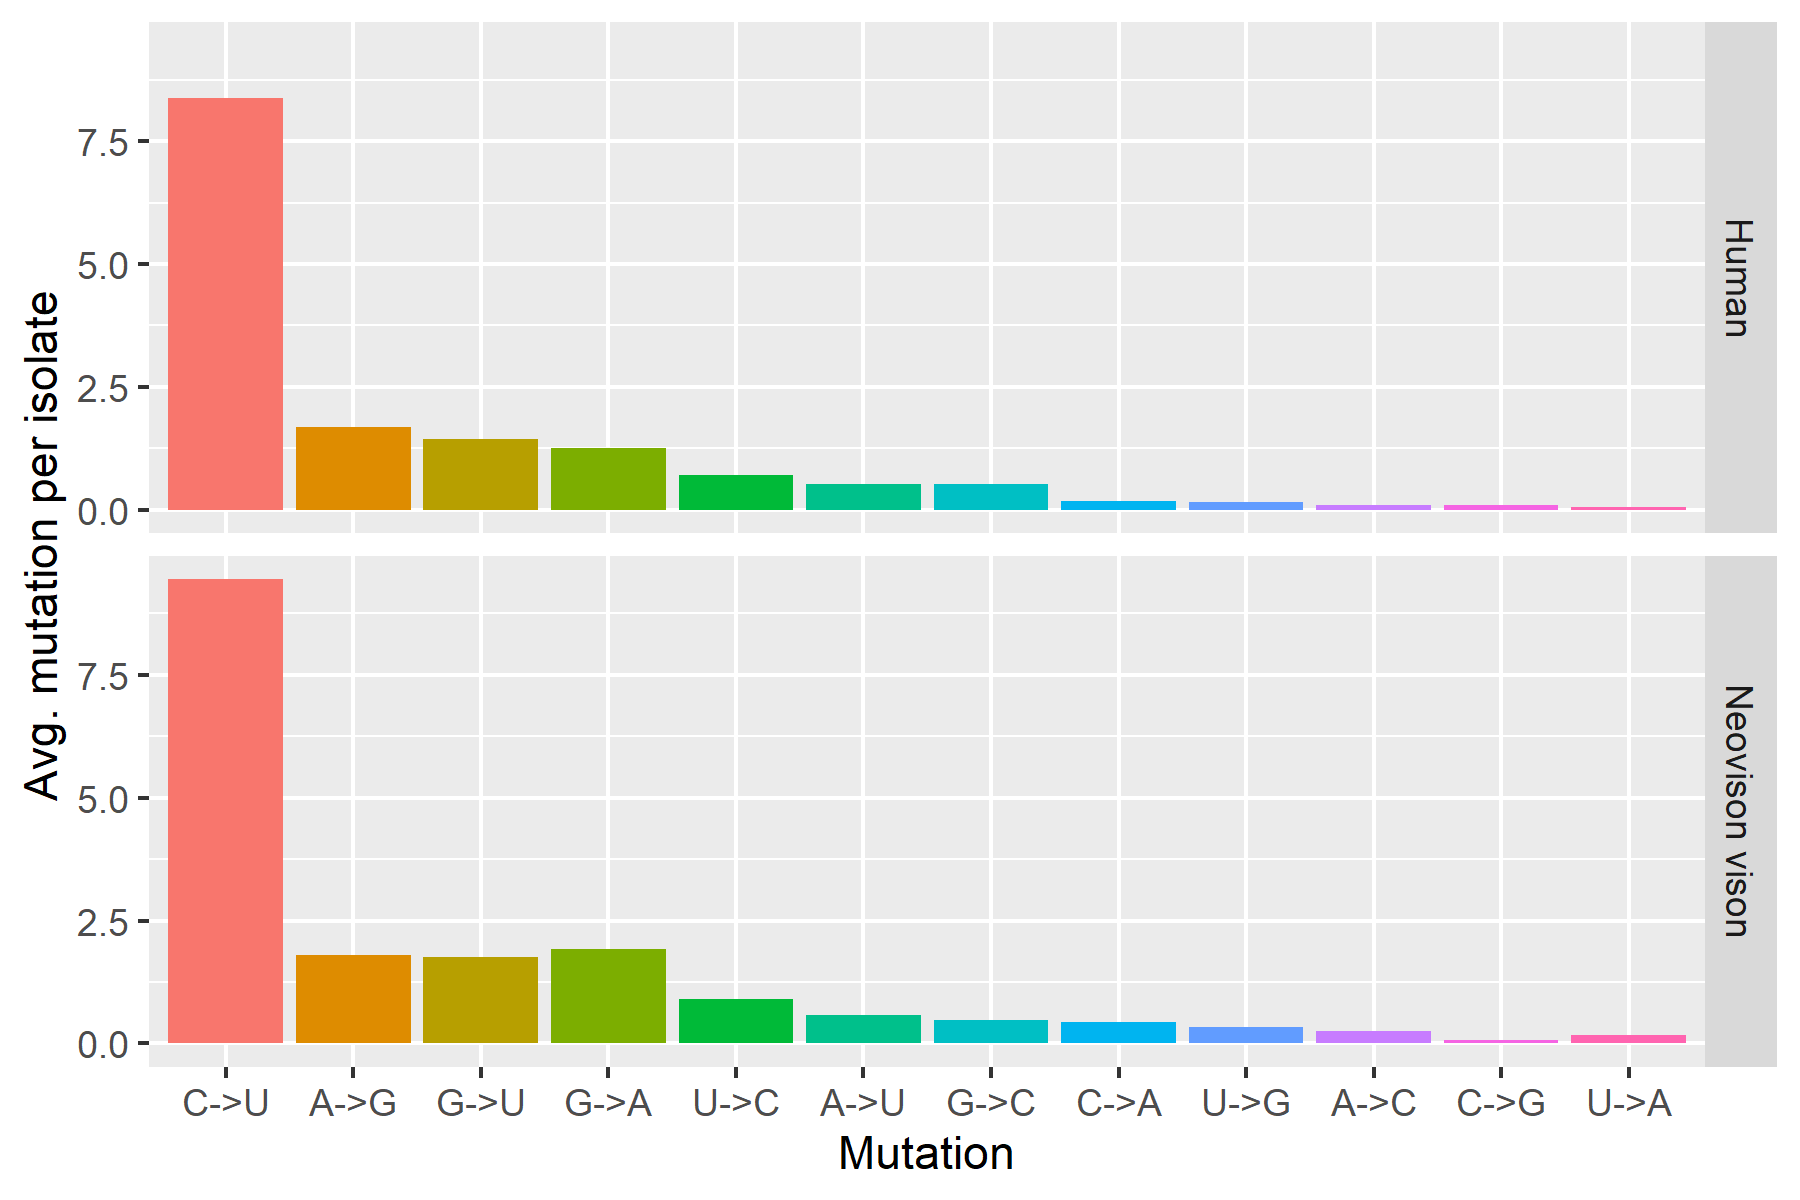 Avg. mutation per isolate
7.5
5.0
2.5
0.0
Human
7.5
5.0
2.5
0.0
Neovison vison
C->U A->G G->U G->A U->C A->U G->C C->A U->G A->C C->G U->A
Mutation